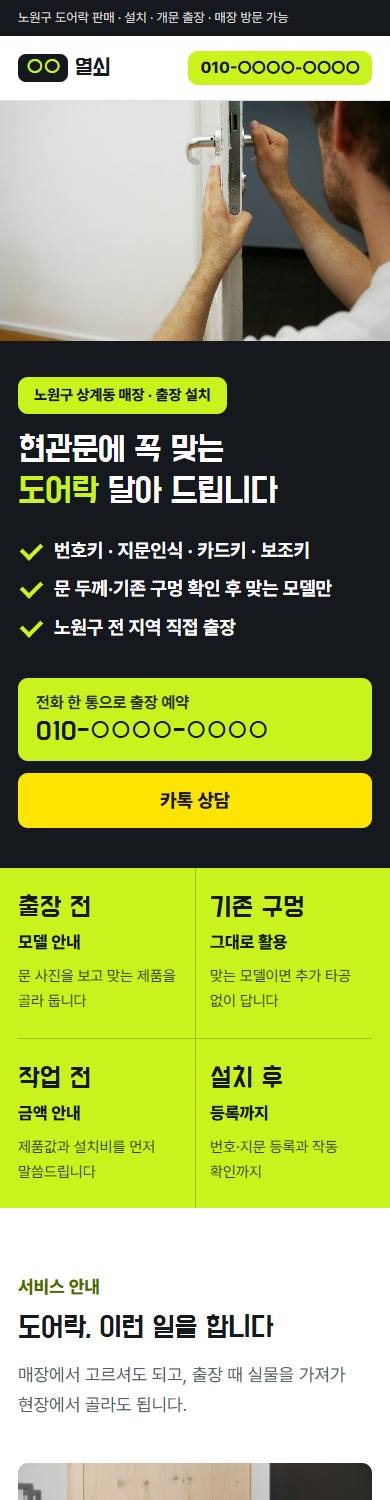 노원구 도어락 판매 · 설치 · 개문 출장 · 매장 방문 가능
○○ 열쇠
010-○○○○-○○○○
노원구 상계동 매장 · 출장 설치
현관문에 꼭 맞는
도어락 달아 드립니다
번호키 · 지문인식 · 카드키 · 보조키
문 두께·기존 구멍 확인 후 맞는 모델만
노원구 전 지역 직접 출장
전화 한 통으로 출장 예약
010-○○○○-○○○○
카톡 상담
출장 전
모델 안내
문 사진을 보고 맞는 제품을
골라 둡니다
기존 구멍
그대로 활용
맞는 모델이면 추가 타공
없이 답니다
작업 전
금액 안내
제품값과 설치비를 먼저
말씀드립니다
설치 후
등록까지
번호·지문 등록과 작동
확인까지
서비스 안내
도어락, 이런 일을 합니다
매장에서 고르셔도 되고, 출장 때 실물을 가져가
현장에서 골라도 됩니다.